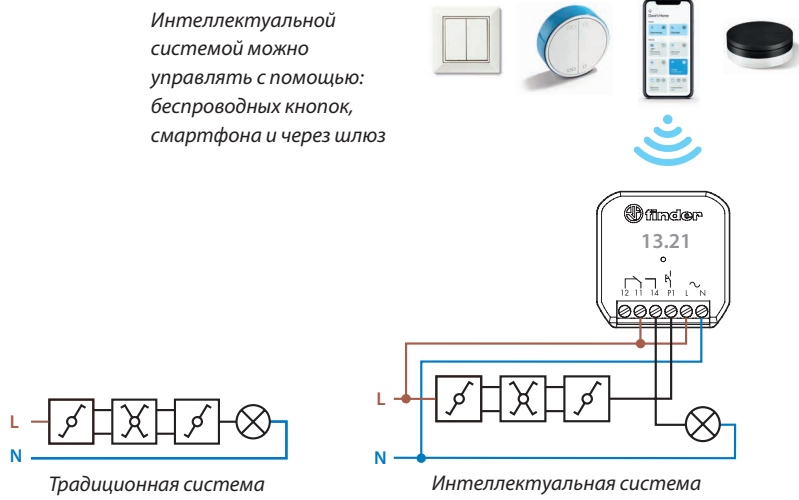 Интеллектуальной
системой можно
управлять с помощью:
беспроводных кнопок,
смартфона и через шлюз
finder
13.21
12 11 14 P1 L N
L
N
Традиционная система
L
N
Интеллектуальная система